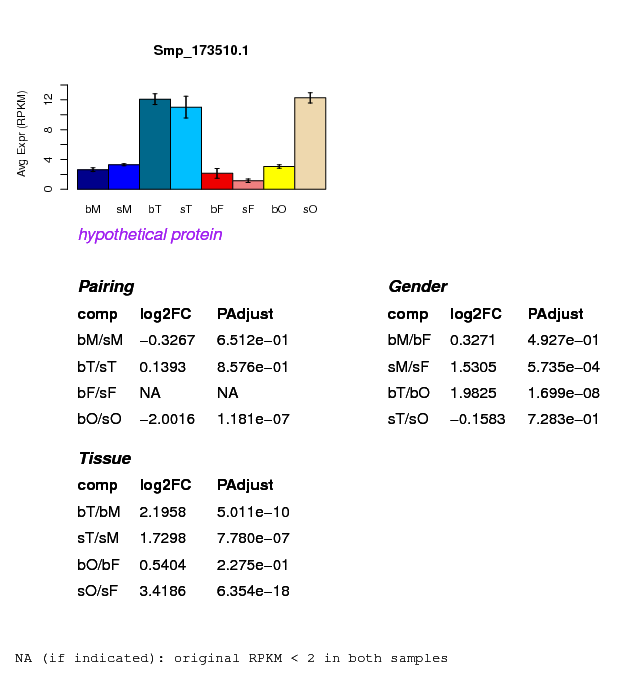 Smp_173510.1
Avg Expr (RPKM)
12
8
4
0
bM sM bT sT bF sF bO sO
hypothetical protein
Pairing
comp log2FC PAdjust
bM/sM −0.3267 6.512e−01
bT/sT 0.1393 8.576e−01
bF/sF NA NA
bO/sO −2.0016 1.181e−07
Gender
comp log2FC PAdjust
bM/bF 0.3271 4.927e−01
sM/sF 1.5305 5.735e−04
bT/bO 1.9825 1.699e−08
sT/sO −0.1583 7.283e−01
Tissue
comp log2FC PAdjust
bT/bM 2.1958 5.011e−10
sT/sM 1.7298 7.780e−07
bO/bF 0.5404 2.275e−01
sO/sF 3.4186 6.354e−18
NA (if indicated): original RPKM < 2 in both samples